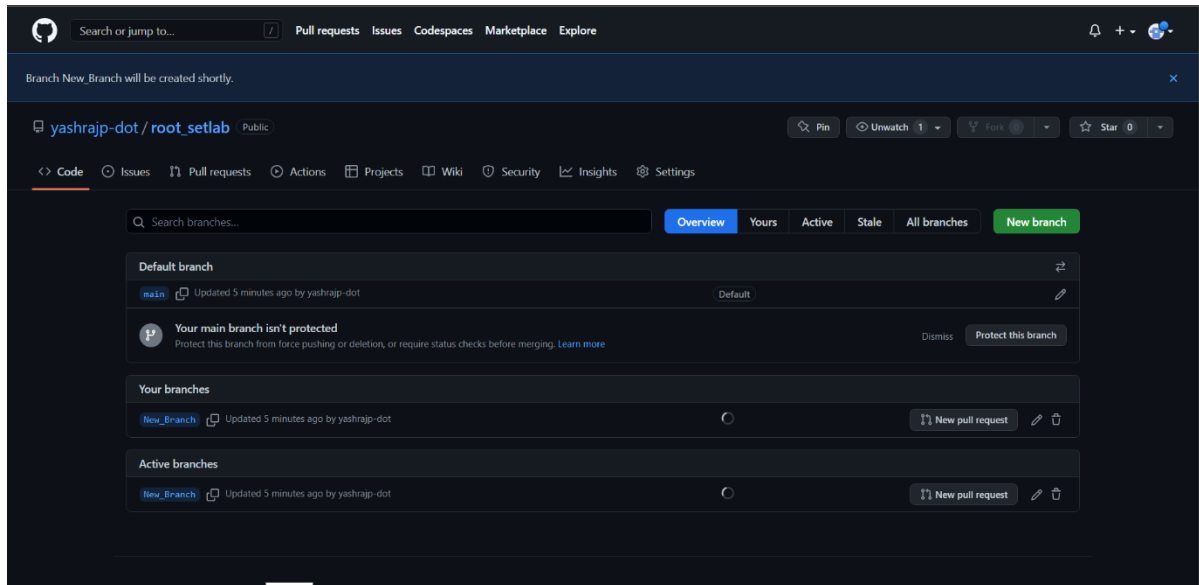 Search or jump to... / Pull requests Issues Codespaces Marketplace Explore
Branch New_Branch will be created shortly.
yashrajp-dot / root_setlab Public Pin Unwatch 1 Fork 0 Star 0
Code Issues Pull requests Actions Projects Wiki Security Insights Settings
Search branches... Overview Yours Active Stale All branches New branch
Default branch
main Updated 5 minutes ago by yashrajp-dot Default
Your main branch isn't protected
Protect this branch from force pushing or deletion, or require status checks before merging. Learn more Dismiss Protect this branch
Your branches
New_Branch Updated 5 minutes ago by yashrajp-dot New pull request
Active branches
New_Branch Updated 5 minutes ago by yashrajp-dot New pull request